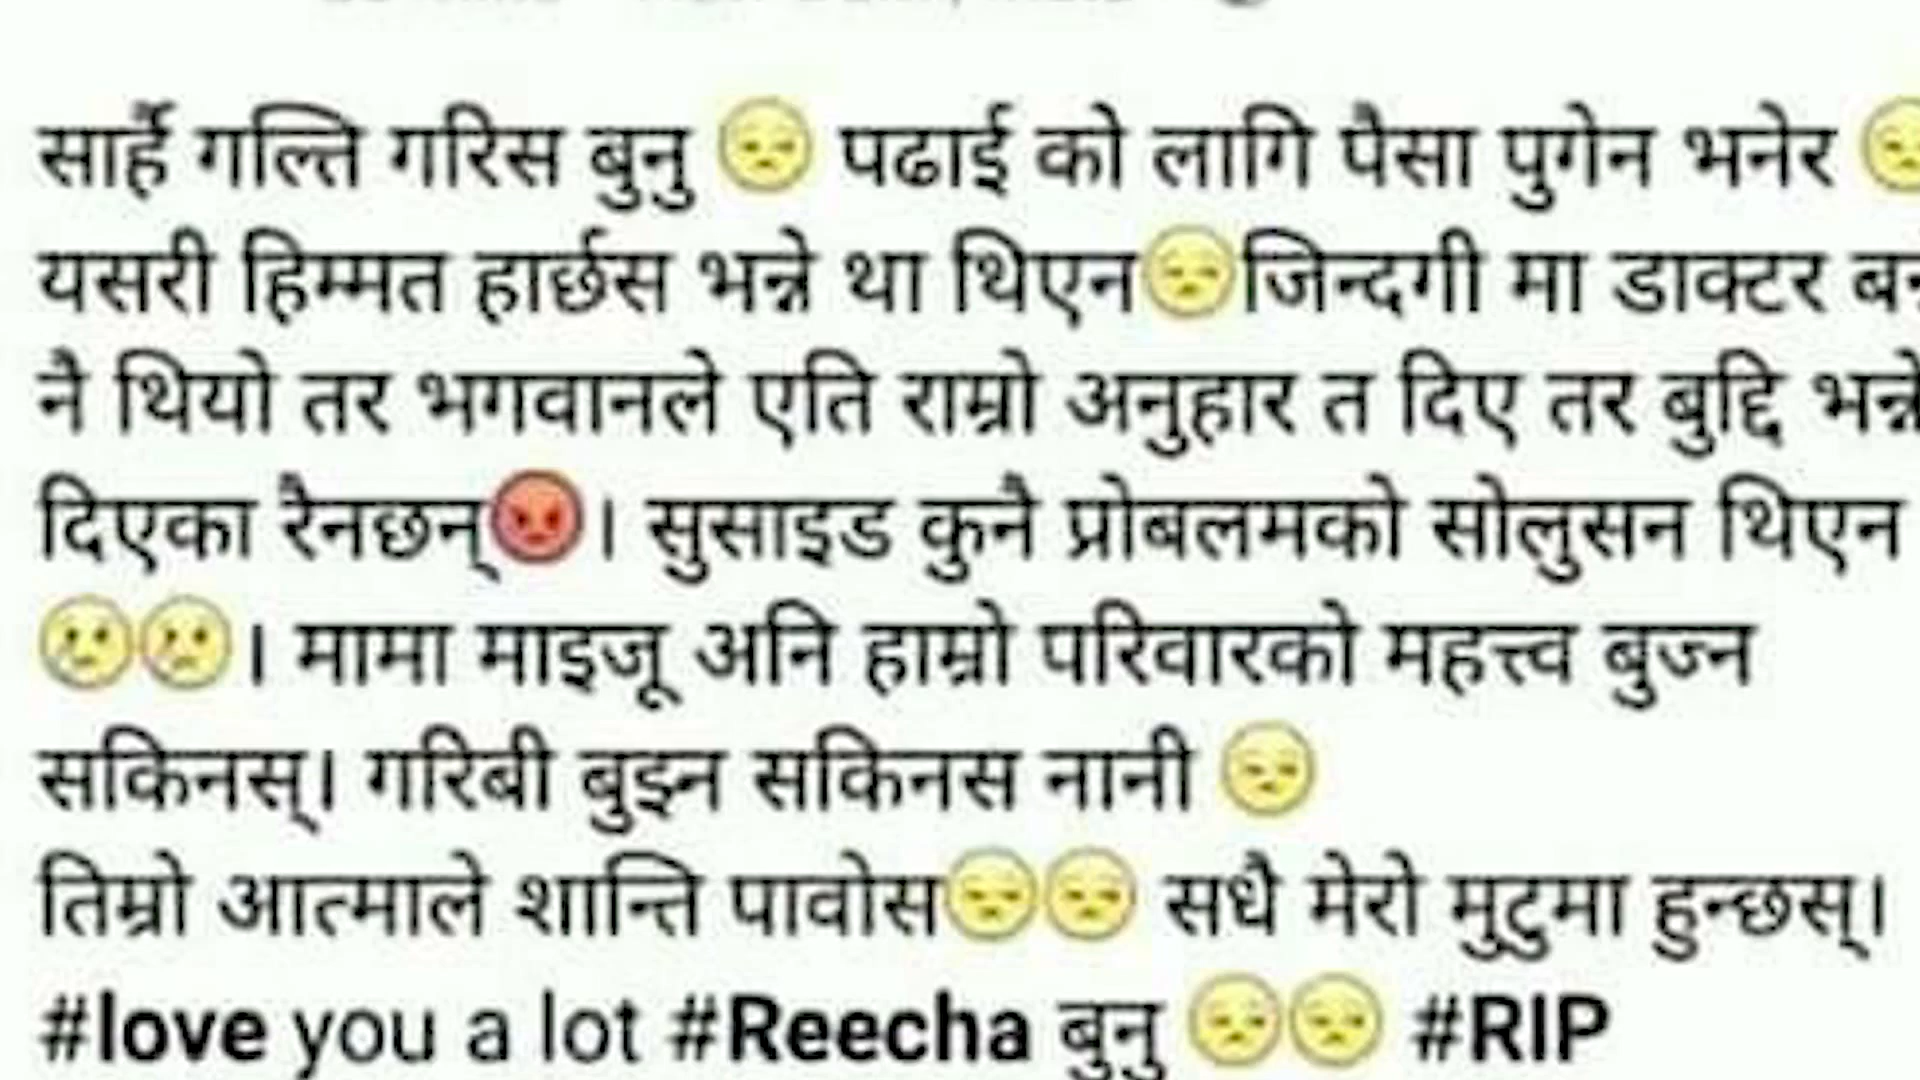 सार्है गल्ति गरिस बुनु 😒 पढाई को लागि पैसा पुगेन भनेर 😒
यसरी हिम्मत हार्छस भन्ने था थिएन😒जिन्दगी मा डाक्टर
नै थियो तर भगवानले एति राम्रो अनुहार त दिए तर बुद्दि भन्ने
दिएका रैनछन्😡। सुसाइड कुनै प्रोबलमको सोलुसन थिएन
😢😢। मामा माइजू अनि हाम्रो परिवारको महत्त्व बुज्न
सकिनस्। गरिबी बुझ्न सकिनस नानी 😒
तिम्रो आत्माले शान्ति पावोस😒😒 सधै मेरो मुटुमा हुन्छस्।
#love you a lot #Reecha बुनु 😒😒 #RIP